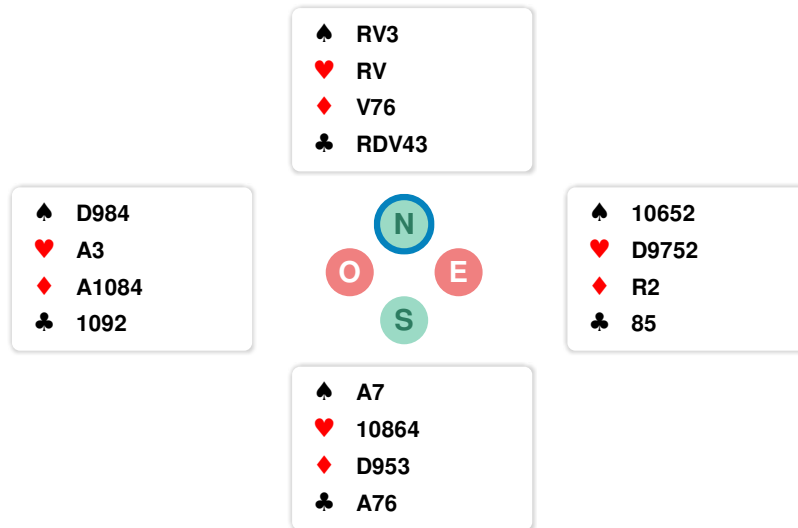 ♠ RV3
♥ RV
♦ V76
♣ RDV43
♠ D984
♥ A3
♦ A1084
♣ 1092
N
O E
S
♠ 10652
♥ D9752
♦ R2
♣ 85
♠ A7
♥ 10864
♦ D953
♣ A76